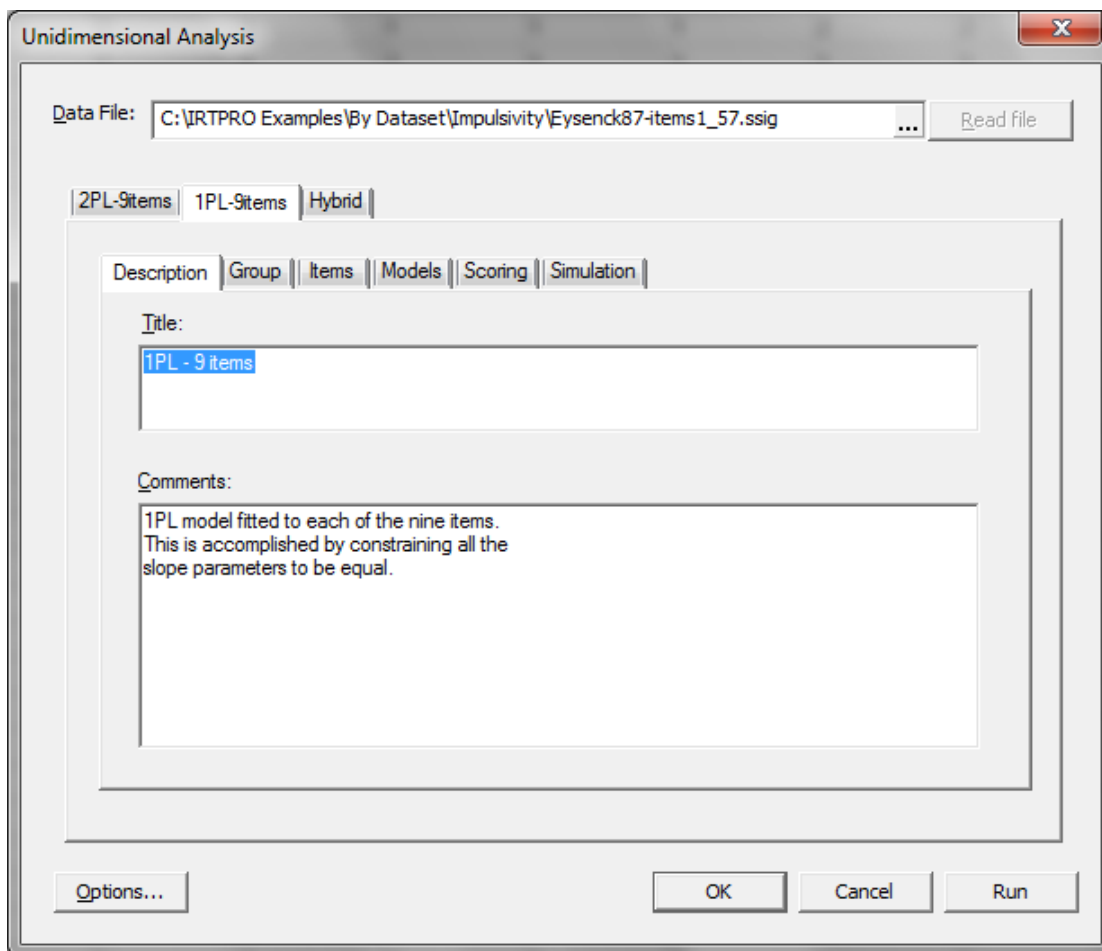 Unidimensional Analysis
X
Data File: C:\IRTPRO Examples\By Dataset\Impulsivity\Eysenck87-items1_57.ssig ... Read file
2PL-9items 1PL-9items Hybrid
Description Group Items Models Scoring Simulation
Title:
1PL - 9 items
Comments:
1PL model fitted to each of the nine items.
This is accomplished by constraining all the
slope parameters to be equal.
Options... OK Cancel Run